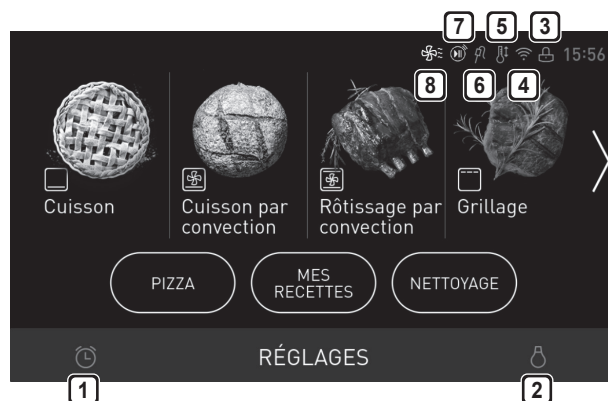 7 5 3
15:56
8 6 4
Cuisson
Cuisson par
convection
Rôtissage par
convection
Grillage
PIZZA
MES
RECETTES
NETTOYAGE
RÉGLAGES
1 2